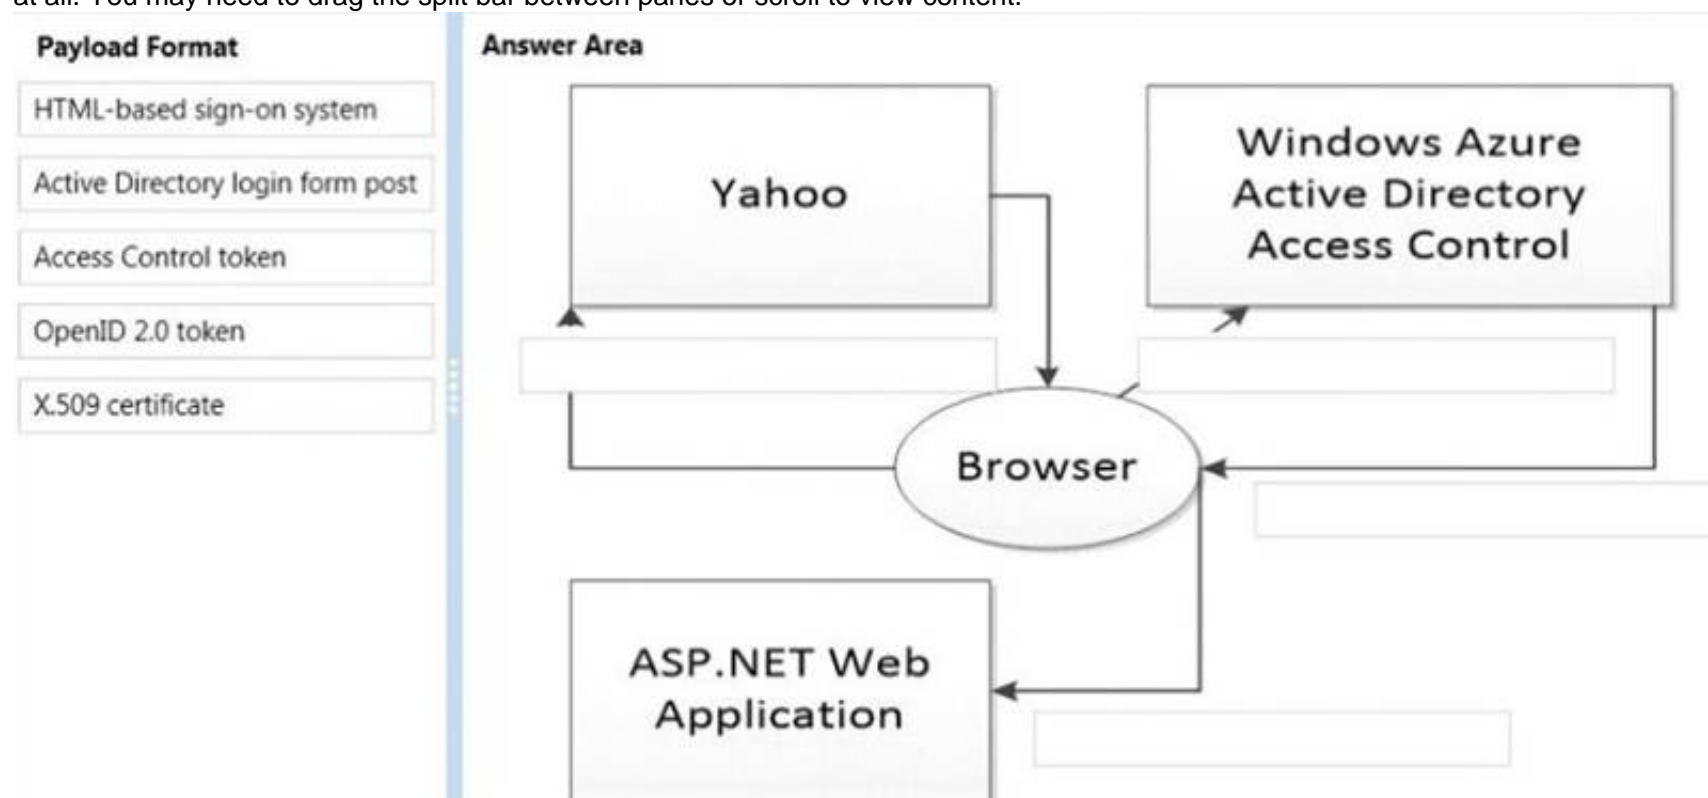 at all. You may need to drag the split bar between panes or scroll to view content.
Payload Format
HTML-based sign-on system
Active Directory login form post
Access Control token
OpenID 2.0 token
X.509 certificate
Answer Area
Yahoo
Windows Azure
Active Directory
Access Control
Browser
ASP.NET Web
Application